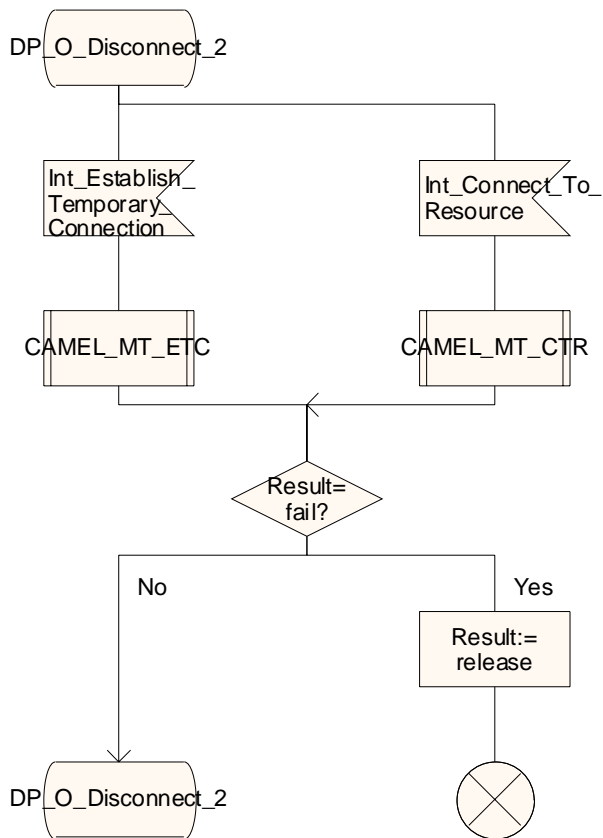 DP_O_Disconnect_2
Int_Establish_
Temporary_
Connection
Int_Connect_To_
Resource
CAMEL_MT_ETC
CAMEL_MT_CTR
Result=
fail?
No
Yes
Result:=
release
DP_O_Disconnect_2